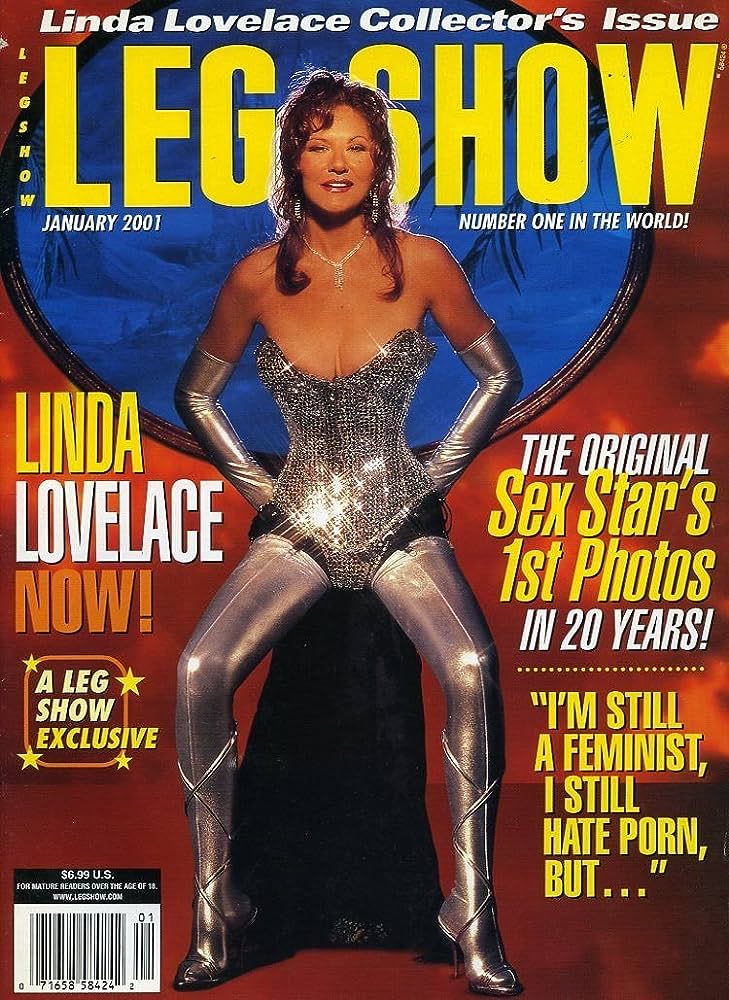 Linda Lovelace Collector's Issue
LEGSHOW
LEG SHOW
JANUARY 2001
NUMBER ONE IN THE WORLD!
LINDA
LOVELACE
NOW!
A LEG
SHOW
EXCLUSIVE
THE ORIGINAL
Sex Star's
1st Photos
IN 20 YEARS!
"I'M STILL
A FEMINIST,
I STILL
HATE PORN,
BUT..."
$6.99 U.S.
FOR MATURE READERS OVER THE AGE OF 18.
WWW.LEGSHOW.COM
01
0 71658 58424 2